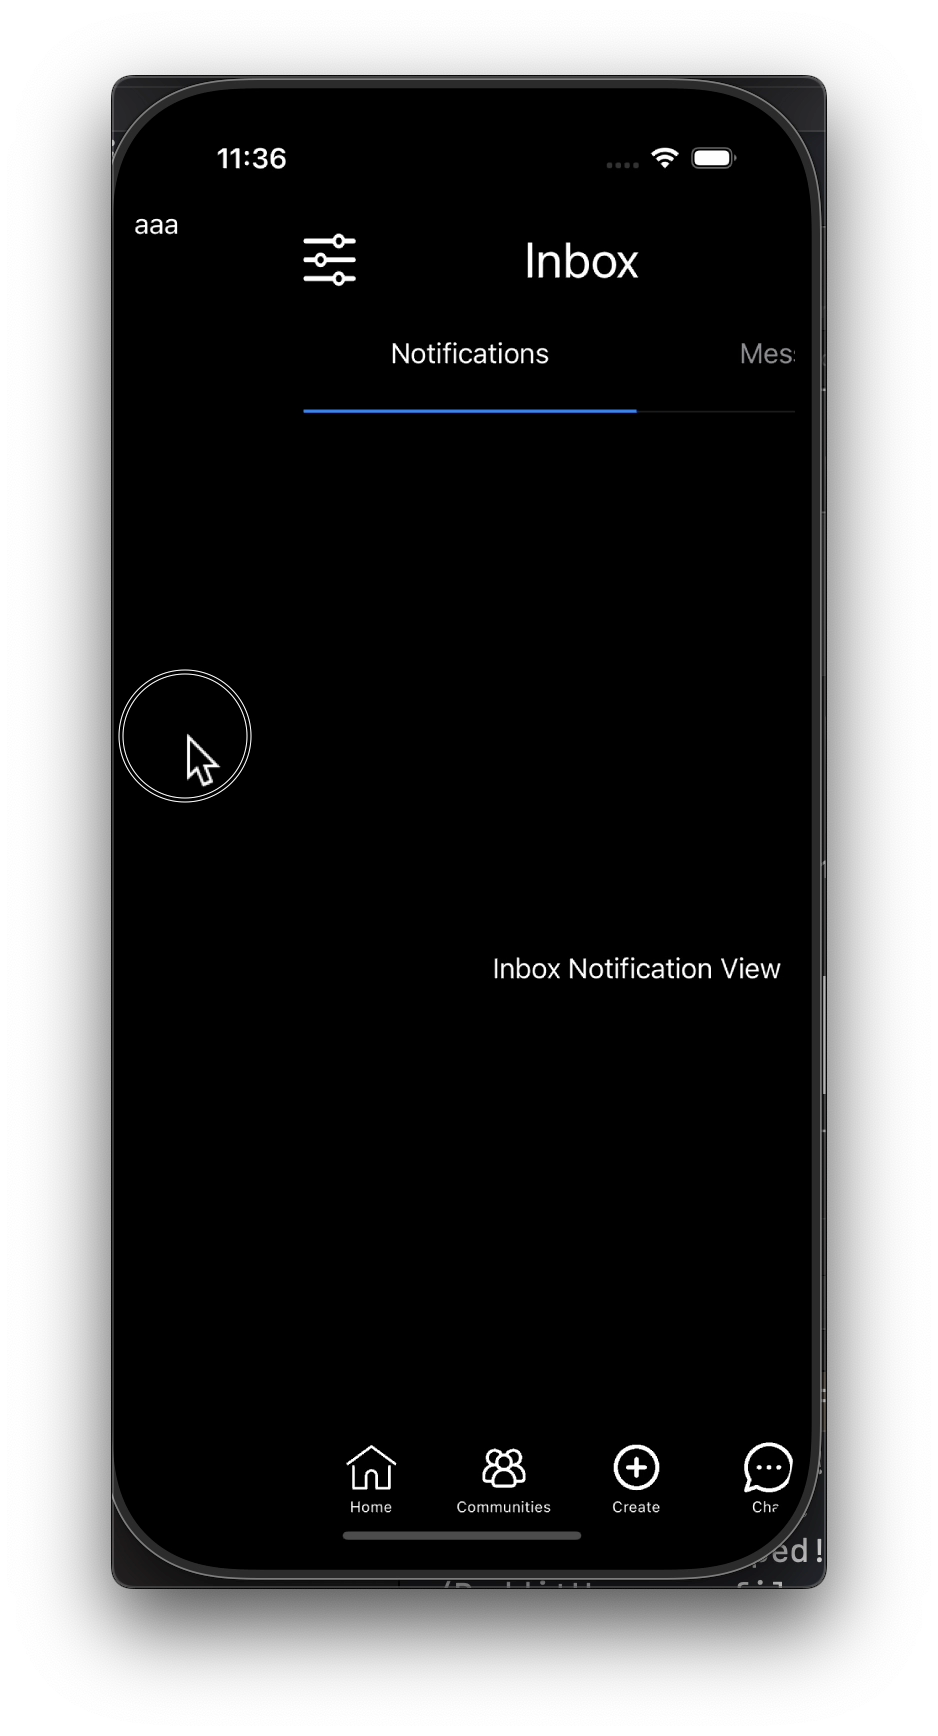 11:36
aaa
Inbox
Notifications
Home
Communities
Create
Inbox Notification View